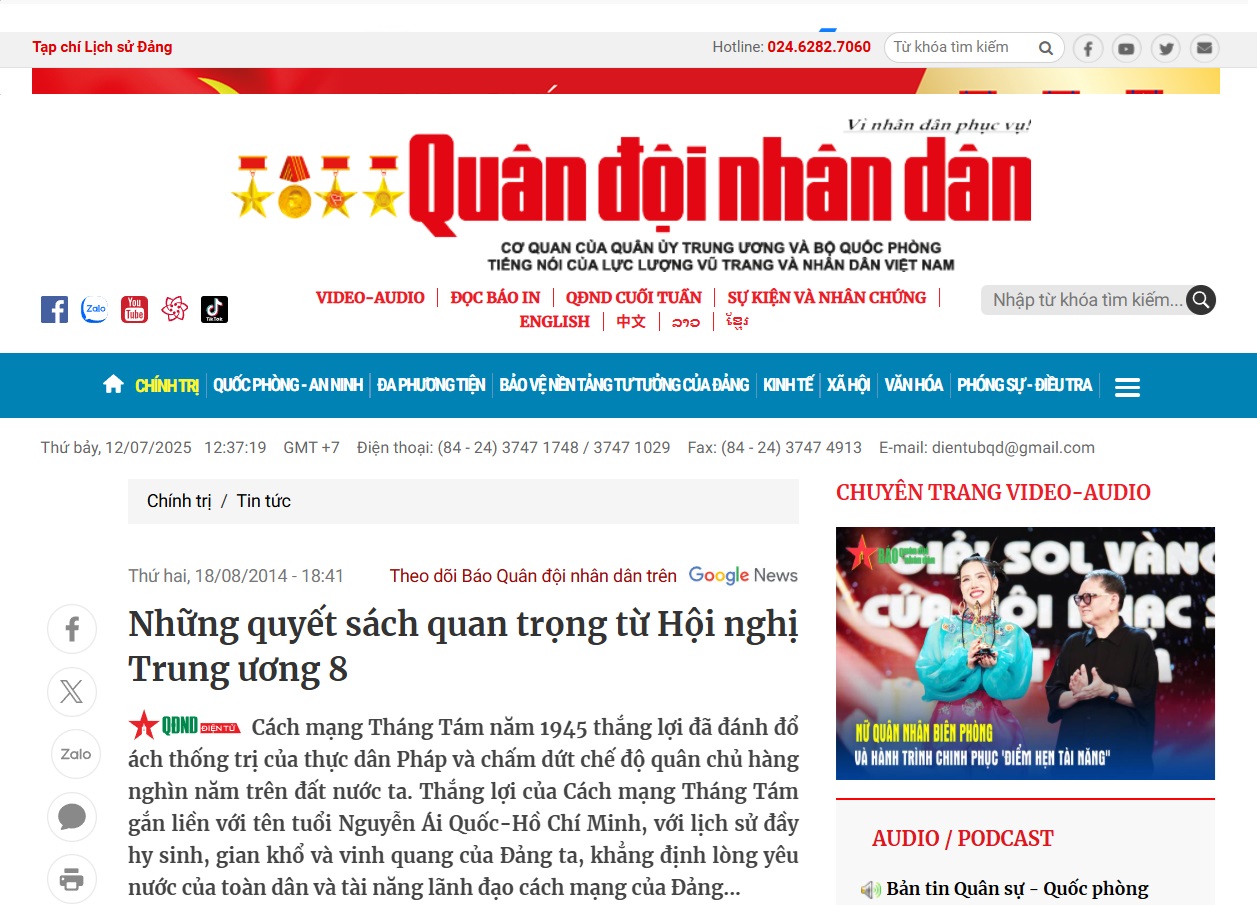 Tạp chí Lịch sử Đảng
Hotline: 024.6282.7060
Từ khóa tìm kiếm
Vì nhân dân phục vụ!
Quân đội nhân dân
CƠ QUAN CỦA QUÂN ỦY TRUNG ƯƠNG VÀ BỘ QUỐC PHÒNG
TIẾNG NÓI CỦA LỰC LƯỢNG VŨ TRANG VÀ NHÂN DÂN VIỆT NAM
Zalo
You Tube
TikTok
VIDEO-AUDIO | ĐỌC BÁO IN | QĐND CUỐI TUẦN | SỰ KIỆN VÀ NHÂN CHỨNG |
ENGLISH | 中文 | ລາວ | ខ្មែរ
Nhập từ khóa tìm kiếm...
CHÍNH TRỊ | QUỐC PHÒNG - AN NINH | ĐA PHƯƠNG TIỆN | BẢO VỆ NỀN TẢNG TƯ TƯỞNG CỦA ĐẢNG | KINH TẾ | XÃ HỘI | VĂN HÓA | PHÓNG SỰ - ĐIỀU TRA |
Thứ bảy, 12/07/2025 12:37:19 GMT +7 Điện thoại: (84 - 24) 3747 1748 / 3747 1029 Fax: (84 - 24) 3747 4913 E-mail: dientubqd@gmail.com
Chính trị / Tin tức
Thứ hai, 18/08/2014 - 18:41
Theo dõi Báo Quân đội nhân dân trên Google News
Những quyết sách quan trọng từ Hội nghị
Trung ương 8
QĐND ĐIỆN TỬ Cách mạng Tháng Tám năm 1945 thắng lợi đã đánh đổ
ách thống trị của thực dân Pháp và chấm dứt chế độ quân chủ hàng
nghìn năm trên đất nước ta. Thắng lợi của Cách mạng Tháng Tám
gắn liền với tên tuổi Nguyễn Ái Quốc-Hồ Chí Minh, với lịch sử đầy
hy sinh, gian khổ và vinh quang của Đảng ta, khẳng định lòng yêu
nước của toàn dân và tài năng lãnh đạo cách mạng của Đảng...
Zalo
CHUYÊN TRANG VIDEO-AUDIO
BÁO
GIẢI SOL VÀNG
NỮ QUÂN NHÂN BIÊN PHÒNG
VÀ HÀNH TRÌNH CHINH PHỤC 'ĐIỂM HẸN TÀI NĂNG"
AUDIO / PODCAST
Bản tin Quân sự - Quốc phòng